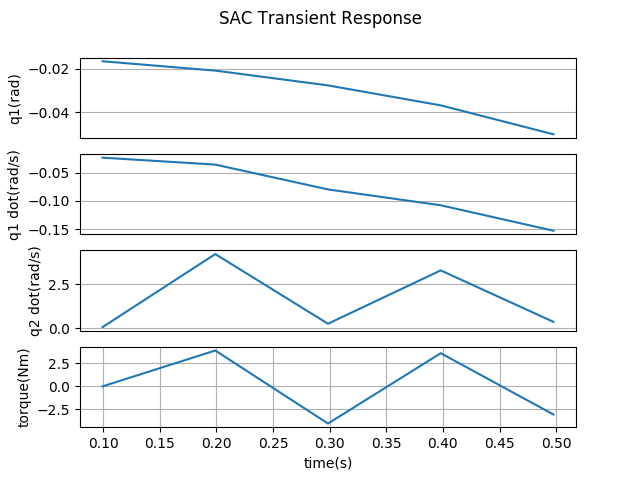 SAC Transient Response
−0.02
−0.04
q1(rad)
−0.05
−0.10
−0.15
q1 dot(rad/s)
2.5
0.0
q2 dot(rad/s)
2.5
0.0
−2.5
torque(Nm)
0.10 0.15 0.20 0.25 0.30 0.35 0.40 0.45 0.50
time(s)